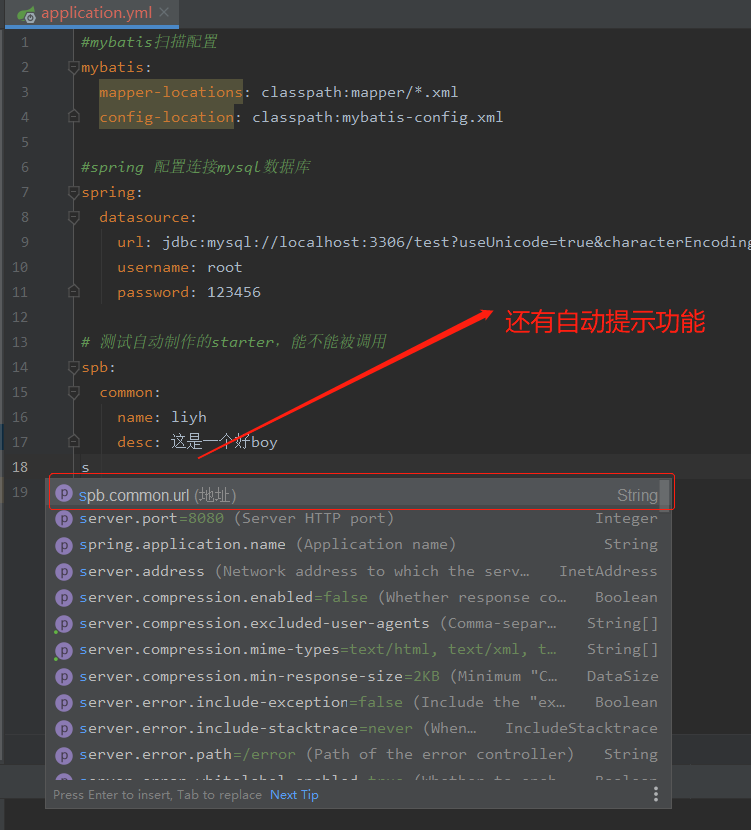 application.yml
1 #mybatis扫描配置
2 mybatis:
3 mapper-locations: classpath:mapper/*.xml
4 config-location: classpath:mybatis-config.xml
5
6 #spring 配置连接mysql数据库
7 spring:
8 datasource:
9 url: jdbc:mysql://localhost:3306/test?useUnicode=true&characterEncoding
10 username: root
11 password: 123456
12
还有自动提示功能
13 # 测试自动制作的starter，能不能被调用
14 spb:
15 common:
16 name: liyh
17 desc: 这是一个好boy
18 s
19
spb.common.url (地址) String
server.port=8080 (Server HTTP port) Integer
spring.application.name (Application name) String
server.address (Network address to which the serv… InetAddress
server.compression.enabled=false (Whether response co… Boolean
server.compression.excluded-user-agents (Comma-separ… String[]
server.compression.mime-types=text/html, text/xml, t… String[]
server.compression.min-response-size=2KB (Minimum "C… DataSize
server.error.include-exception=false (Include the "ex… Boolean
server.error.include-stacktrace=never (When… IncludeStacktrace
server.error.path=/error (Path of the error controller) String
server.error.whitelabel.enabled=true (Whether to enab… Boolean
Press Enter to insert, Tab to replace Next Tip